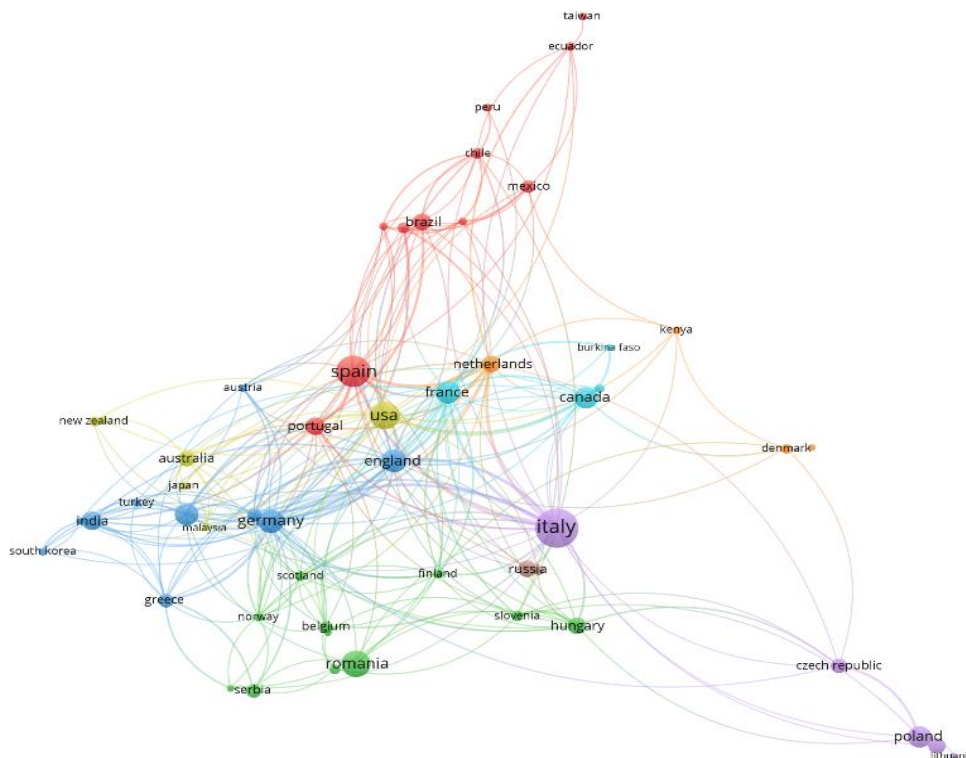 taiwan
ecuador
peru
chile
mexico
brazil
kenya
burkina faso
netherlands
spain
austria
france
canada
usa
new zealand
portugal
denmark
australia
england
japan
turkey
india
germany
malaysia
italy
south korea
russia
scotland
finland
greece
norway
slovenia
belgium
hungary
romania
czech republic
serbia
poland